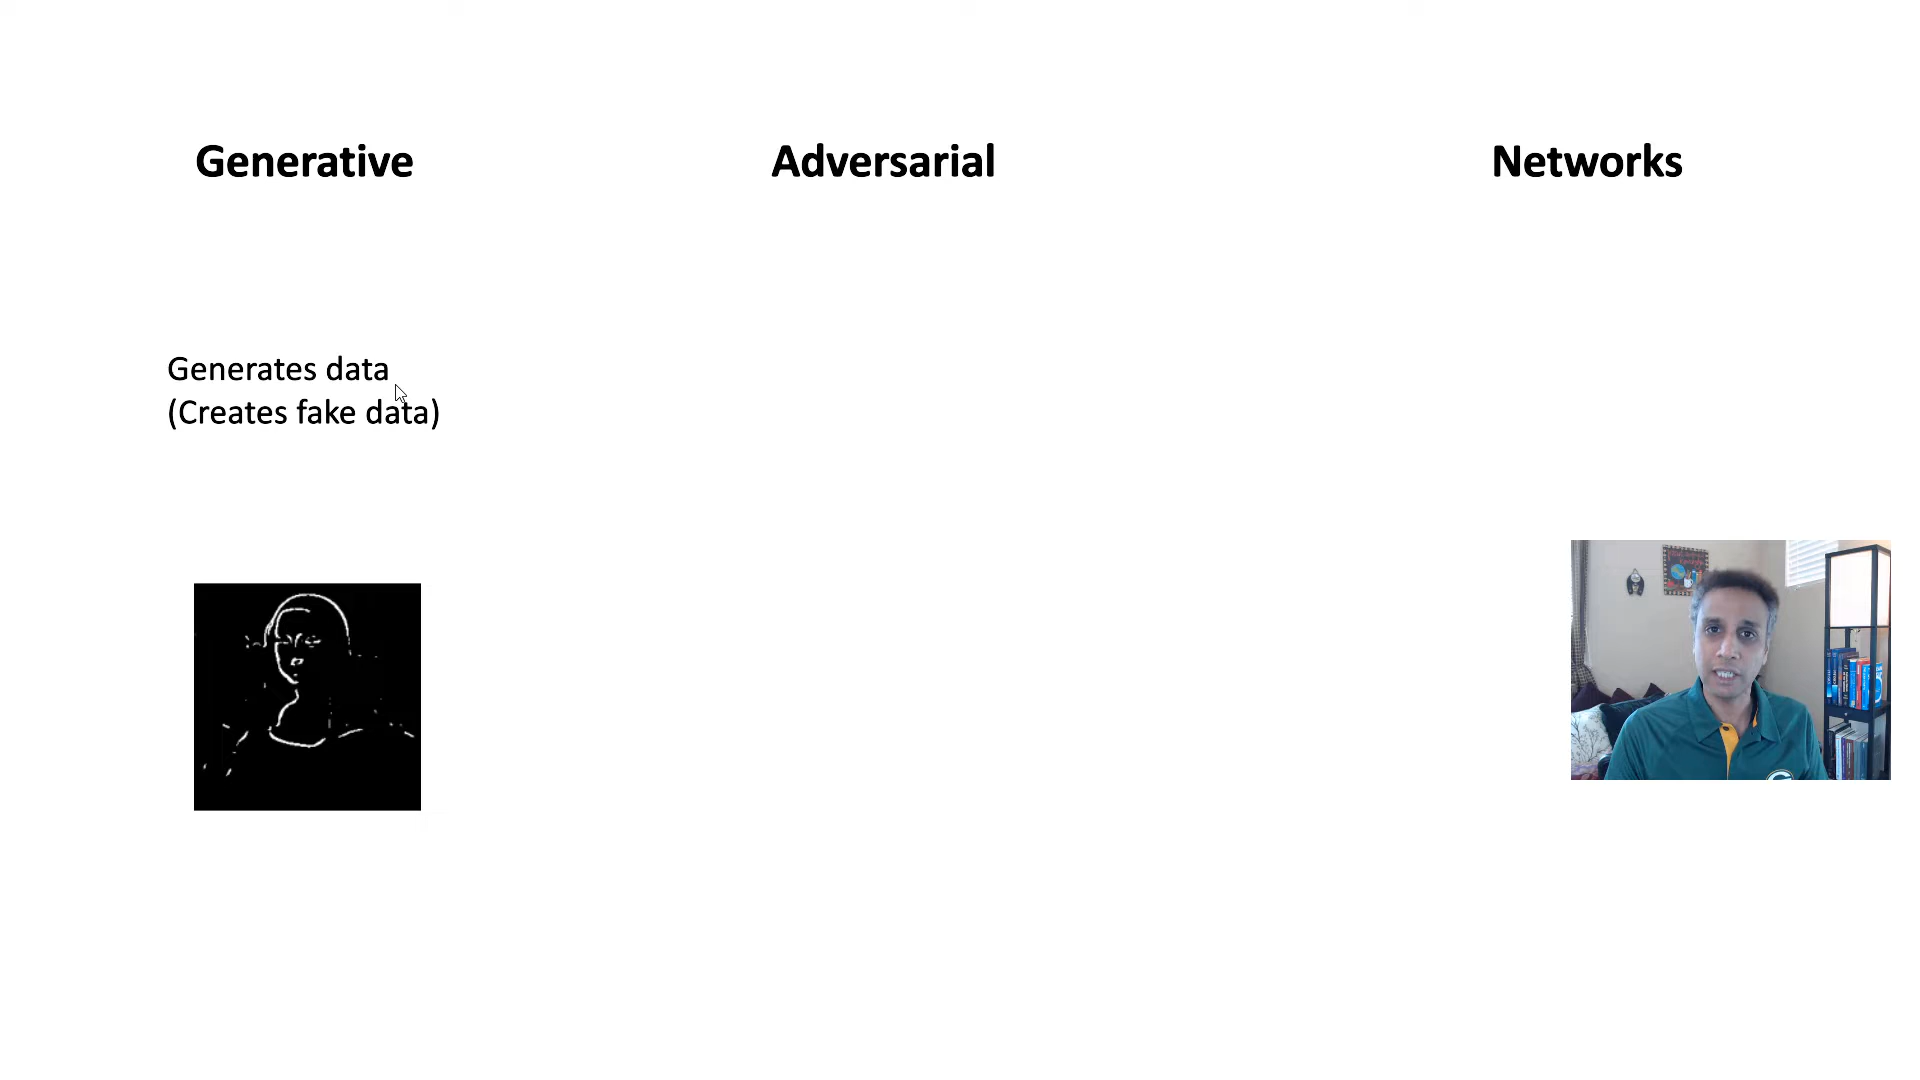 Generative Adversarial Networks
Generates data
(Creates fake data)